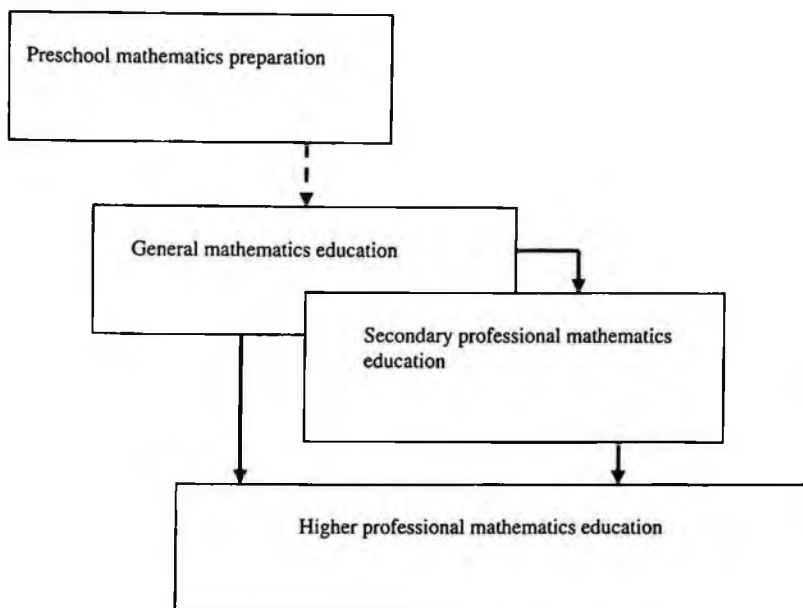 Preschool mathematics preparation
General mathematics education
Secondary professional mathematics
education
Higher professional mathematics education